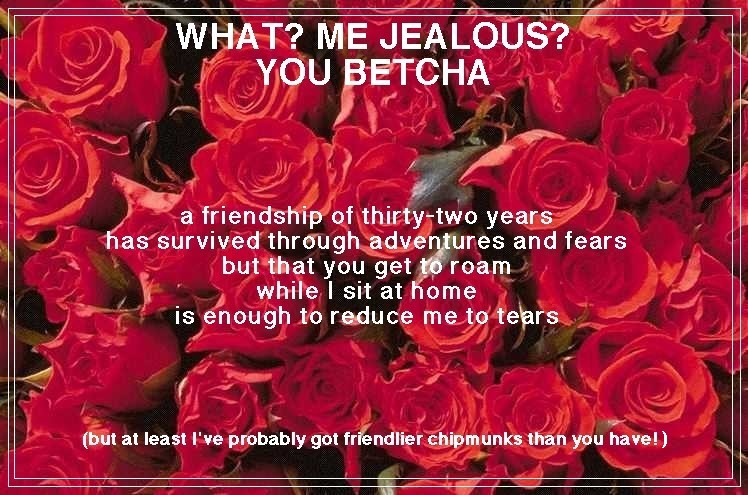 WHAT? ME JEALOUS?
YOU BETCHA
a friendship of thirty-two years
has survived through adventures and fears
but that you get to roam
while I sit at home
is enough to reduce me to tears
(but at least I've probably got friendlier chipmunks than you have!)